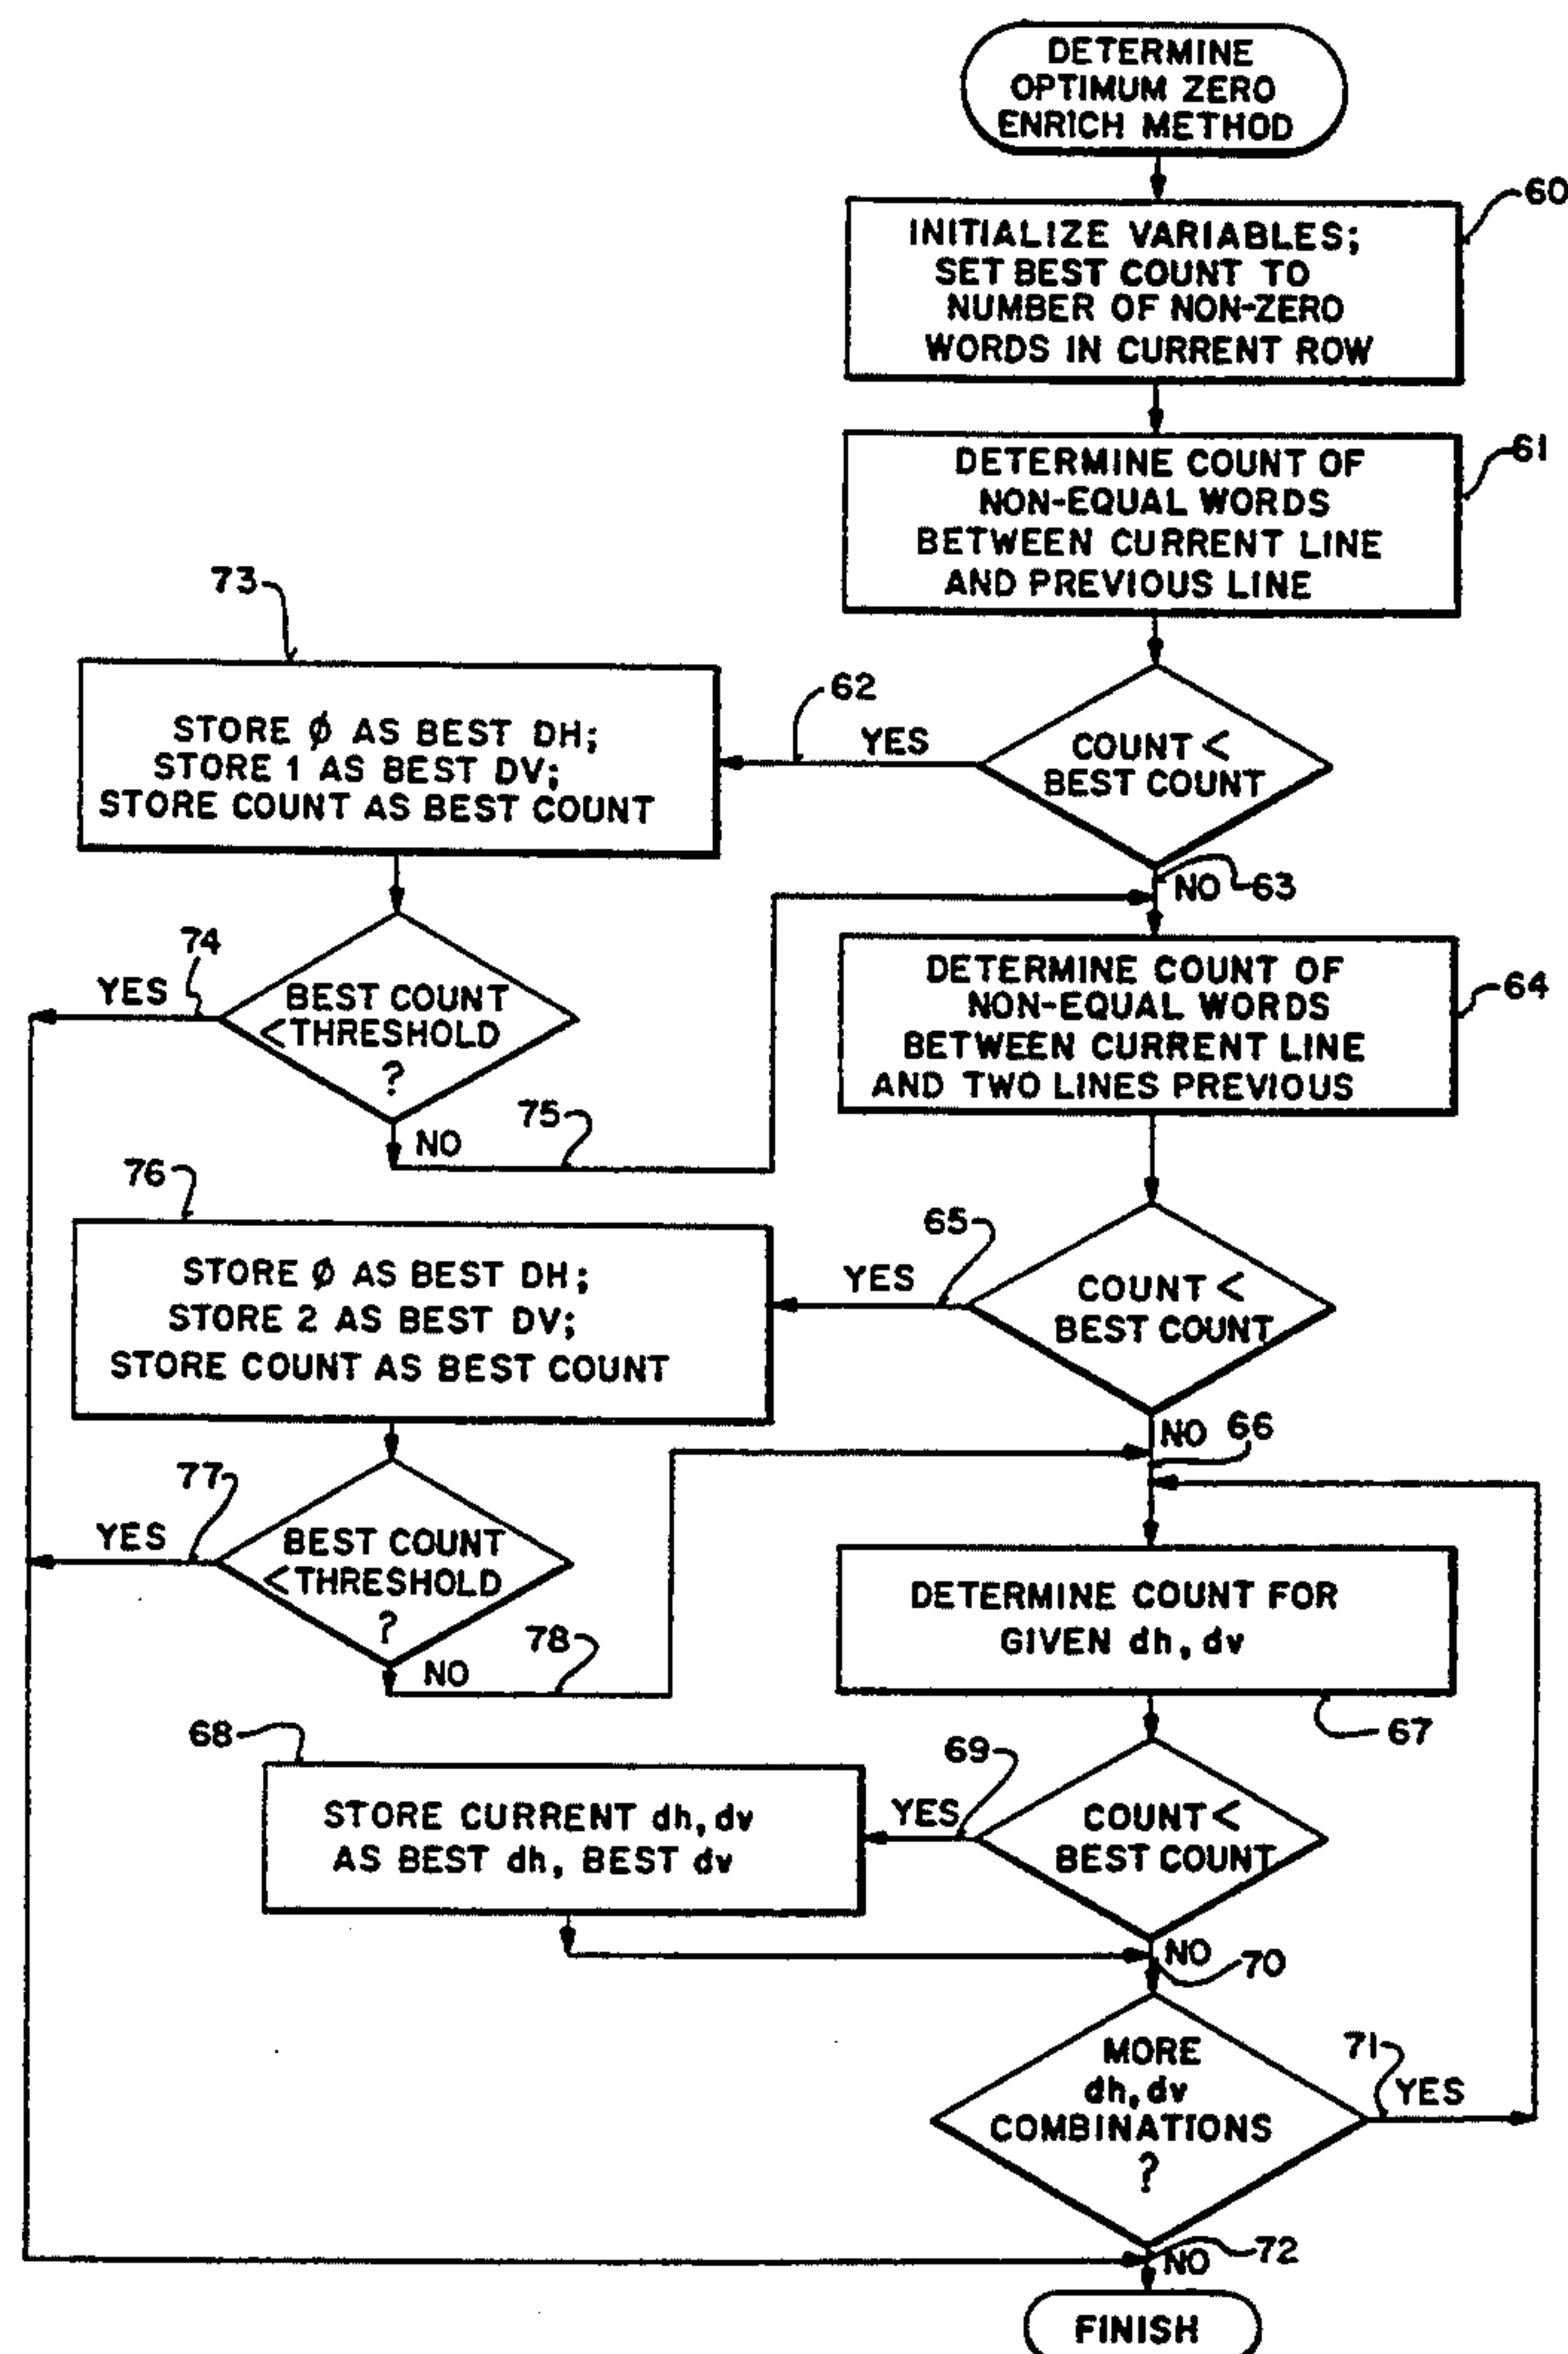 DETERMINE
OPTIMUM ZERO
ENRICH METHOD
60
INITIALIZE VARIABLES;
SET BEST COUNT TO
NUMBER OF NON-ZERO
WORDS IN CURRENT ROW
61
DETERMINE COUNT OF
NON-EQUAL WORDS
BETWEEN CURRENT LINE
AND PREVIOUS LINE
73
62
YES
COUNT <
BEST COUNT
STORE ∅ AS BEST DH;
STORE 1 AS BEST DV;
STORE COUNT AS BEST COUNT
NO
63
74
YES
BEST COUNT
< THRESHOLD
?
NO
75
64
DETERMINE COUNT OF
NON-EQUAL WORDS
BETWEEN CURRENT LINE
AND TWO LINES PREVIOUS
76
65
YES
COUNT <
BEST COUNT
STORE ∅ AS BEST DH;
STORE 2 AS BEST DV;
STORE COUNT AS BEST COUNT
NO
66
77
YES
BEST COUNT
< THRESHOLD
?
NO
78
DETERMINE COUNT FOR
GIVEN dh, dv
67
68
69
YES
COUNT <
BEST COUNT
STORE CURRENT dh, dv
AS BEST dh, BEST dv
NO
70
MORE
dh, dv
COMBINATIONS
?
71
YES
72
NO
FINISH